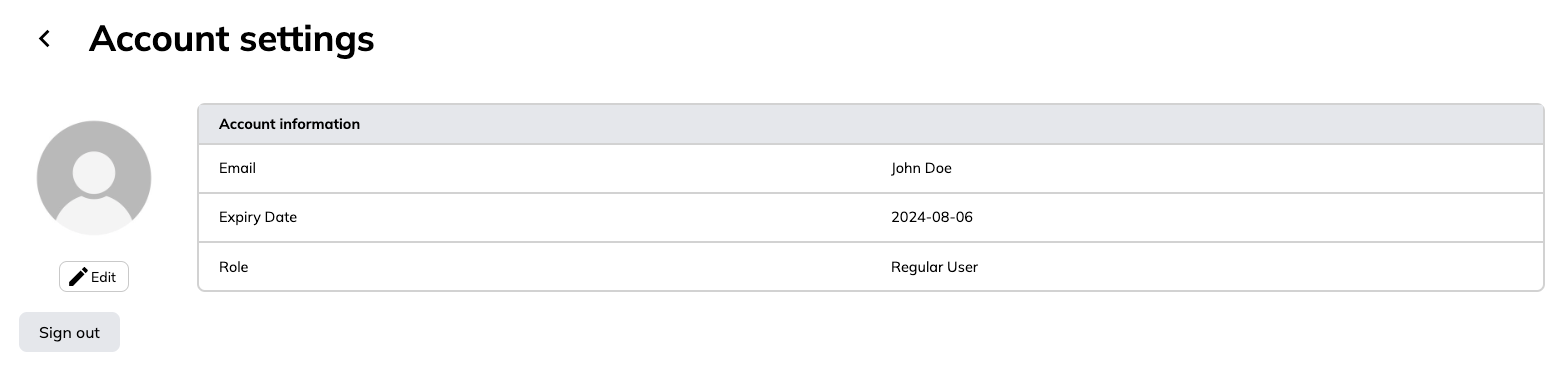 Account settings
Account information
Email John Doe
Expiry Date 2024-08-06
Role Regular User
Edit
Sign out